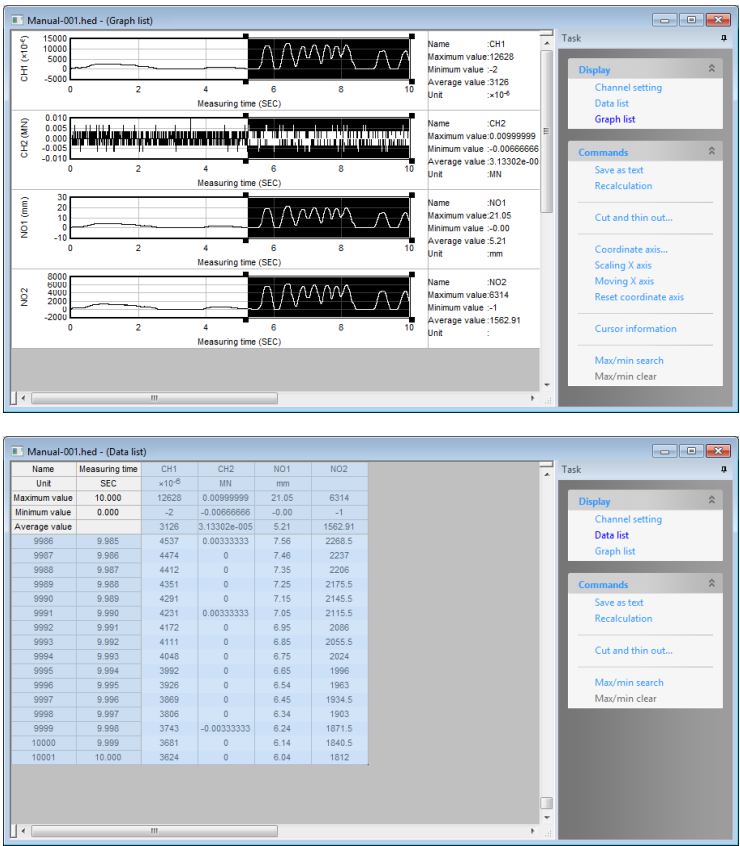 Manual-001.hed - (Graph list)
CH1 (×10⁻⁶)
15000
10000
5000
0
-5000
0 2 4 6 8 10
Measuring time (SEC)
Name :CH1
Maximum value:12628
Minimum value :-2
Average value :3126
Unit :×10⁻⁶
CH2 (MN)
0.010
0.005
0.000
-0.005
-0.010
0 2 4 6 8 10
Measuring time (SEC)
Name :CH2
Maximum value:0.00999999
Minimum value :-0.00666666
Average value :3.13302e-00
Unit :MN
NO1 (mm)
30
20
10
0
-10
0 2 4 6 8 10
Measuring time (SEC)
Name :NO1
Maximum value:21.05
Minimum value :-0.00
Average value :5.21
Unit :mm
NO2
8000
6000
4000
2000
0
-2000
0 2 4 6 8 10
Measuring time (SEC)
Name :NO2
Maximum value:6314
Minimum value :-1
Average value :1562.91
Unit :
Task
Display
Channel setting
Data list
Graph list
Commands
Save as text
Recalculation
Cut and thin out...
Coordinate axis...
Scaling X axis
Moving X axis
Reset coordinate axis
Cursor information
Max/min search
Max/min clear
Manual-001.hed - (Data list)
Name Measuring time CH1 CH2 NO1 NO2
Unit SEC ×10⁻⁶ MN mm
Maximum value 10.000 12628 0.00999999 21.05 6314
Minimum value 0.000 -2 -0.00666666 -0.00 -1
Average value 3126 3.13302e-005 5.21 1562.91
9986 9.985 4537 0.00333333 7.56 2268.5
9987 9.986 4474 0 7.46 2237
9988 9.987 4412 0 7.35 2206
9989 9.988 4351 0 7.25 2175.5
9990 9.989 4291 0 7.15 2145.5
9991 9.990 4231 0.00333333 7.05 2115.5
9992 9.991 4172 0 6.95 2086
9993 9.992 4111 0 6.85 2055.5
9994 9.993 4048 0 6.75 2024
9995 9.994 3992 0 6.65 1996
9996 9.995 3926 0 6.54 1963
9997 9.996 3869 0 6.45 1934.5
9998 9.997 3806 0 6.34 1903
9999 9.998 3743 -0.00333333 6.24 1871.5
10000 9.999 3681 0 6.14 1840.5
10001 10.000 3624 0 6.04 1812
Task
Display
Channel setting
Data list
Graph list
Commands
Save as text
Recalculation
Cut and thin out...
Max/min search
Max/min clear